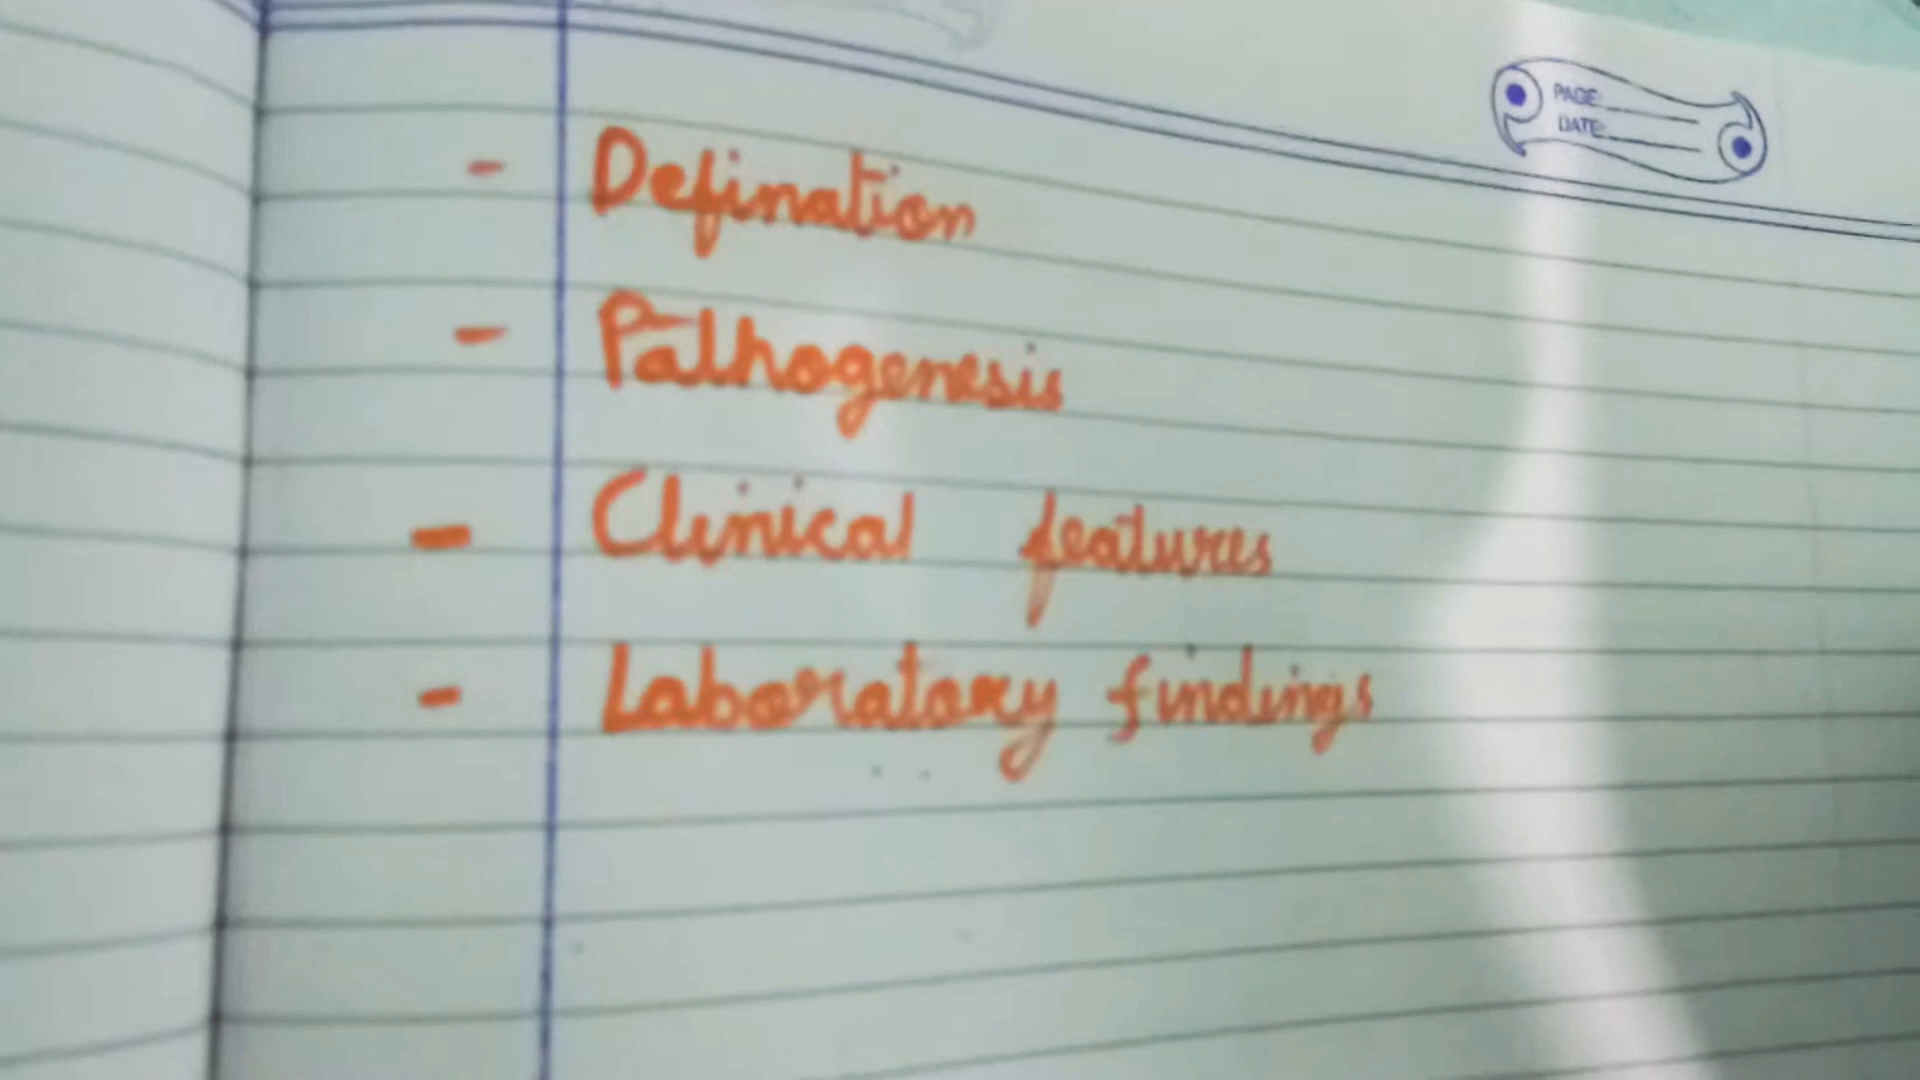 PAGE:
DATE:
- Defination
- Pathogenesis
- Clinical features
- Laboratory findings